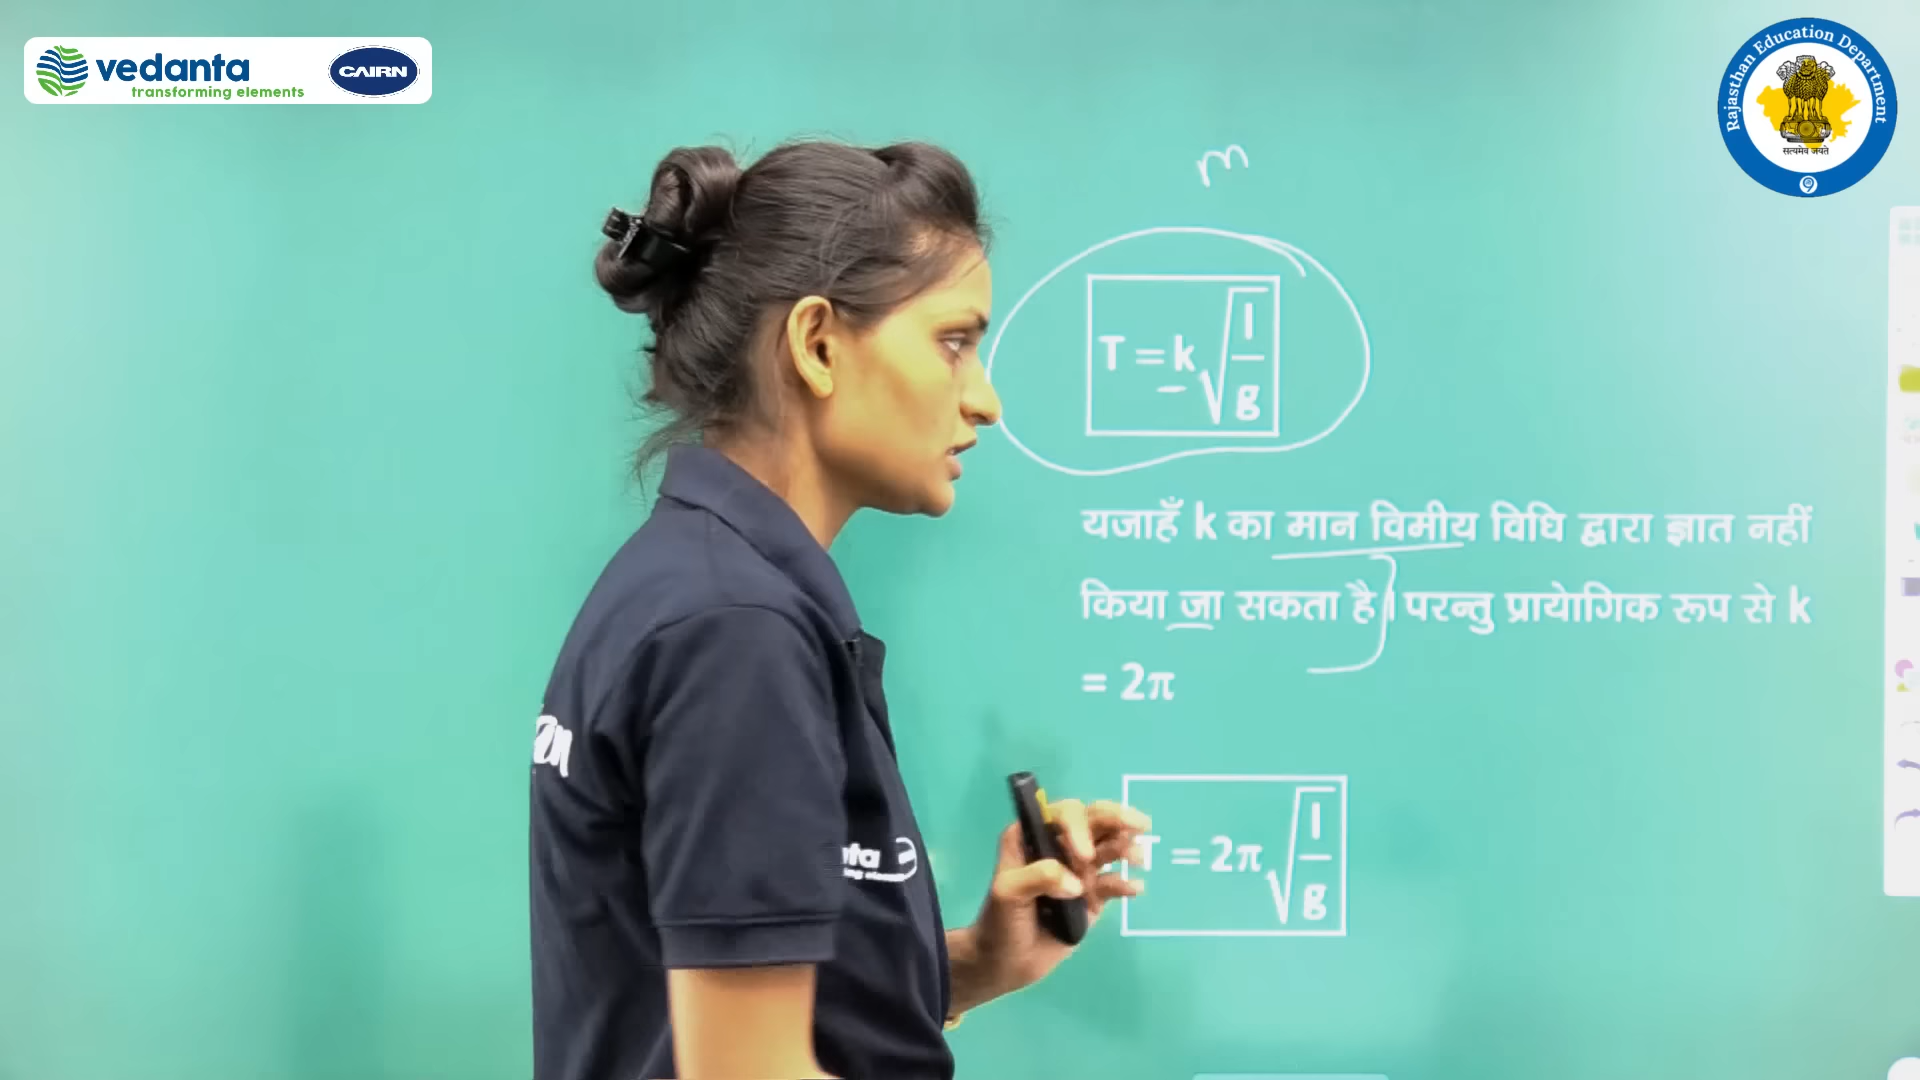 vedanta
transforming elements
CAIRN
Rajasthan Education Department
सत्यमेव जयते
m
T = k √(l/g)
यजाहँ k का मान विमीय विधि द्वारा ज्ञात नहीं
किया जा सकता है। परन्तु प्रायेागिक रूप से k
= 2π
T = 2π √(l/g)